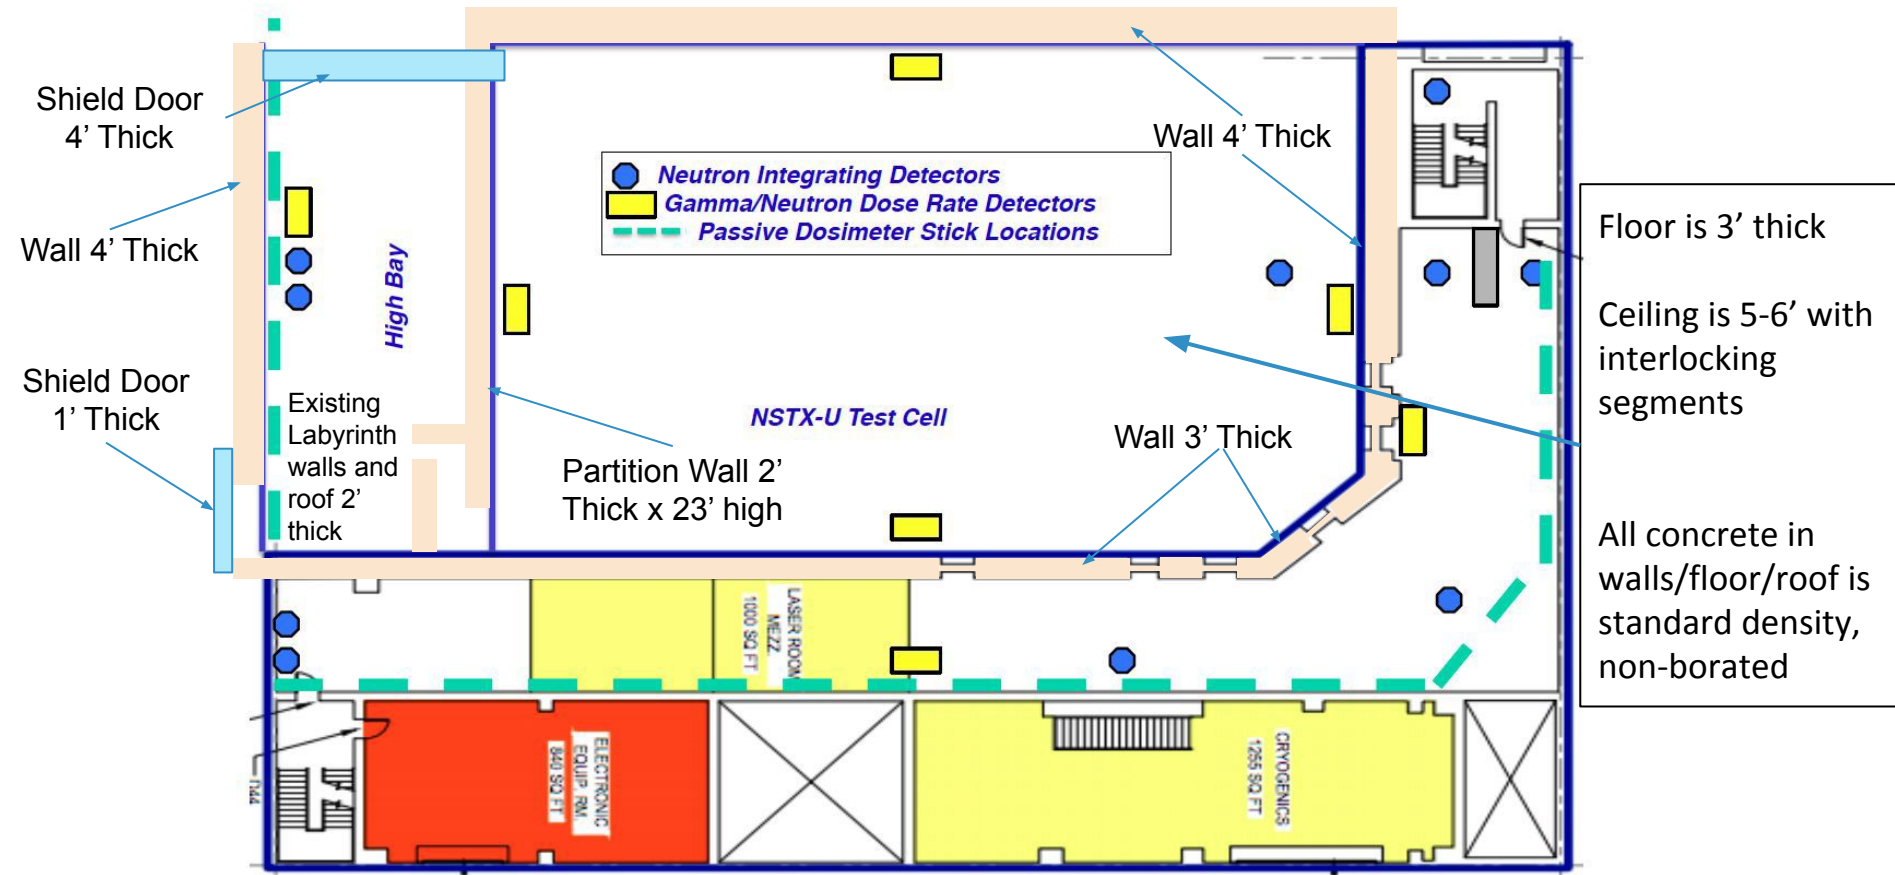 Shield Door
4’ Thick
Wall 4’ Thick
Shield Door
1’ Thick
High Bay
Existing
Labyrinth
walls and
roof 2’
thick
Neutron Integrating Detectors
Gamma/Neutron Dose Rate Detectors
Passive Dosimeter Stick Locations
Wall 4’ Thick
NSTX-U Test Cell
Partition Wall 2’
Thick x 23’ high
Wall 3’ Thick
Floor is 3’ thick
Ceiling is 5-6’ with
interlocking
segments
All concrete in
walls/floor/roof is
standard density,
non-borated
LASER ROOM
MEZZ.
1000 SQ FT
ELECTRONIC
EQUIP. RM.
840 SQ FT
CRYOGENICS
1255 SQ FT